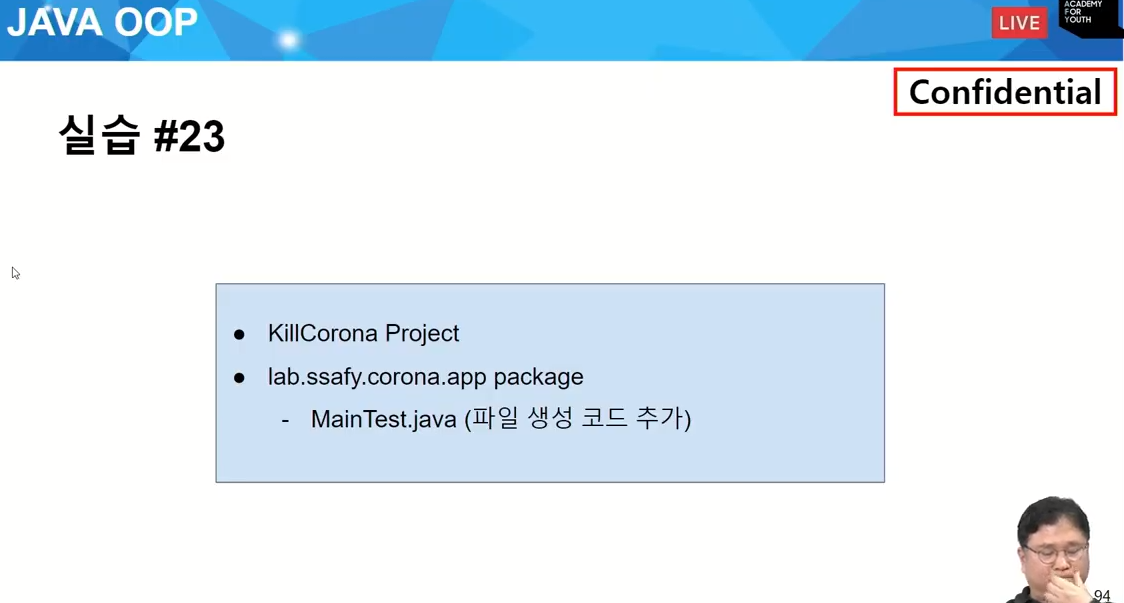 JAVA OOP
LIVE
ACADEMY
FOR
YOUTH
Confidential
실습 #23
● KillCorona Project
● lab.ssafy.corona.app package
- MainTest.java (파일 생성 코드 추가)
94